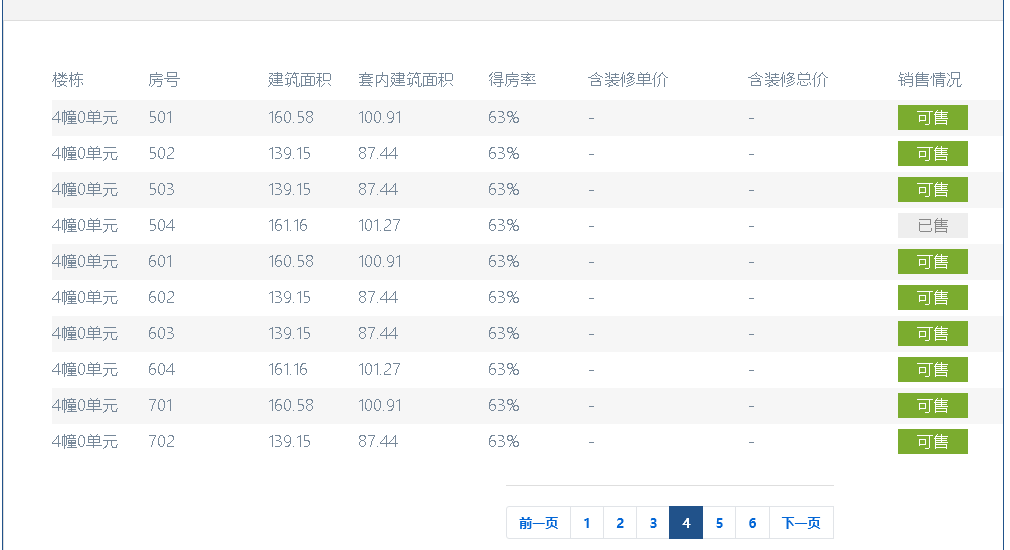 楼栋 房号 建筑面积 套内建筑面积 得房率 含装修单价 含装修总价 销售情况
4幢0单元 501 160.58 100.91 63% - - 可售
4幢0单元 502 139.15 87.44 63% - - 可售
4幢0单元 503 139.15 87.44 63% - - 可售
4幢0单元 504 161.16 101.27 63% - - 已售
4幢0单元 601 160.58 100.91 63% - - 可售
4幢0单元 602 139.15 87.44 63% - - 可售
4幢0单元 603 139.15 87.44 63% - - 可售
4幢0单元 604 161.16 101.27 63% - - 可售
4幢0单元 701 160.58 100.91 63% - - 可售
4幢0单元 702 139.15 87.44 63% - - 可售
前一页 1 2 3 4 5 6 下一页